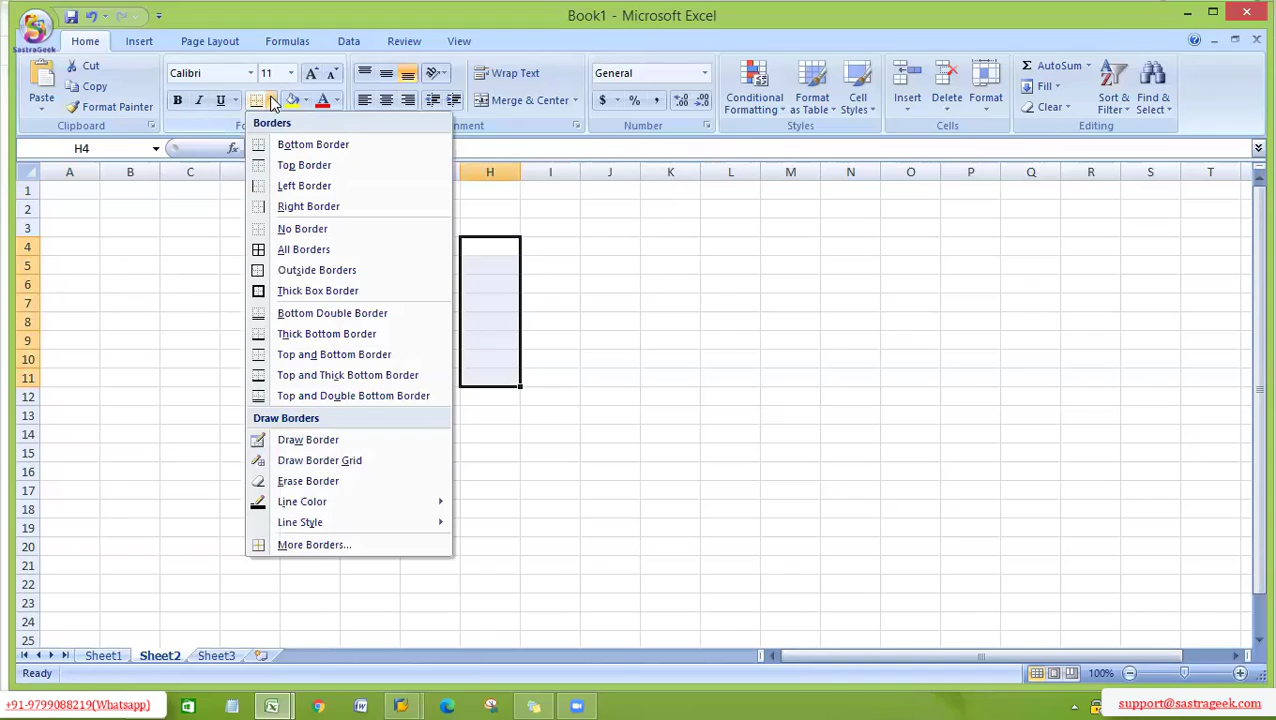 Book1 - Microsoft Excel
SastraGeek
Home Insert Page Layout Formulas Data Review View
Paste
Cut
Copy
Format Painter
Clipboard
Calibri 11
B I U A
Wrap Text
Merge & Center
General
$ % ,
Number
Conditional Formatting
Format as Table
Cell Styles
Styles
Insert Delete Format
Cells
AutoSum
Fill
Clear
Sort & Filter
Find & Select
Editing
H4 fx
A B C H I J K L M N O P Q R S T
1
2
3
4
5
6
7
8
9
10
11
12
13
14
15
16
17
18
19
20
21
22
23
24
25
Borders
Bottom Border
Top Border
Left Border
Right Border
No Border
All Borders
Outside Borders
Thick Box Border
Bottom Double Border
Thick Bottom Border
Top and Bottom Border
Top and Thick Bottom Border
Top and Double Bottom Border
Draw Borders
Draw Border
Draw Border Grid
Erase Border
Line Color
Line Style
More Borders...
Sheet1 Sheet2 Sheet3
Ready 100%
+91-9799088219(Whatsapp)
support@sastrageek.com